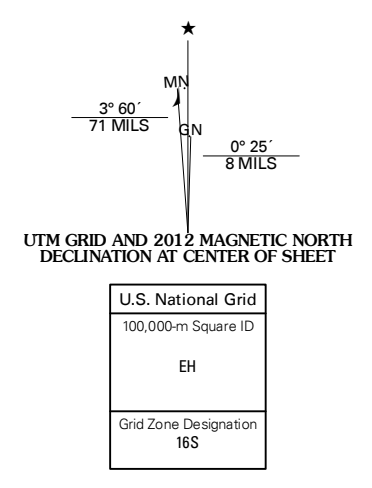 ★
MN
3° 60´
71 MILS
GN
0° 25´
8 MILS
UTM GRID AND 2012 MAGNETIC NORTH
DECLINATION AT CENTER OF SHEET
U.S. National Grid
100,000-m Square ID
EH
Grid Zone Designation
16S